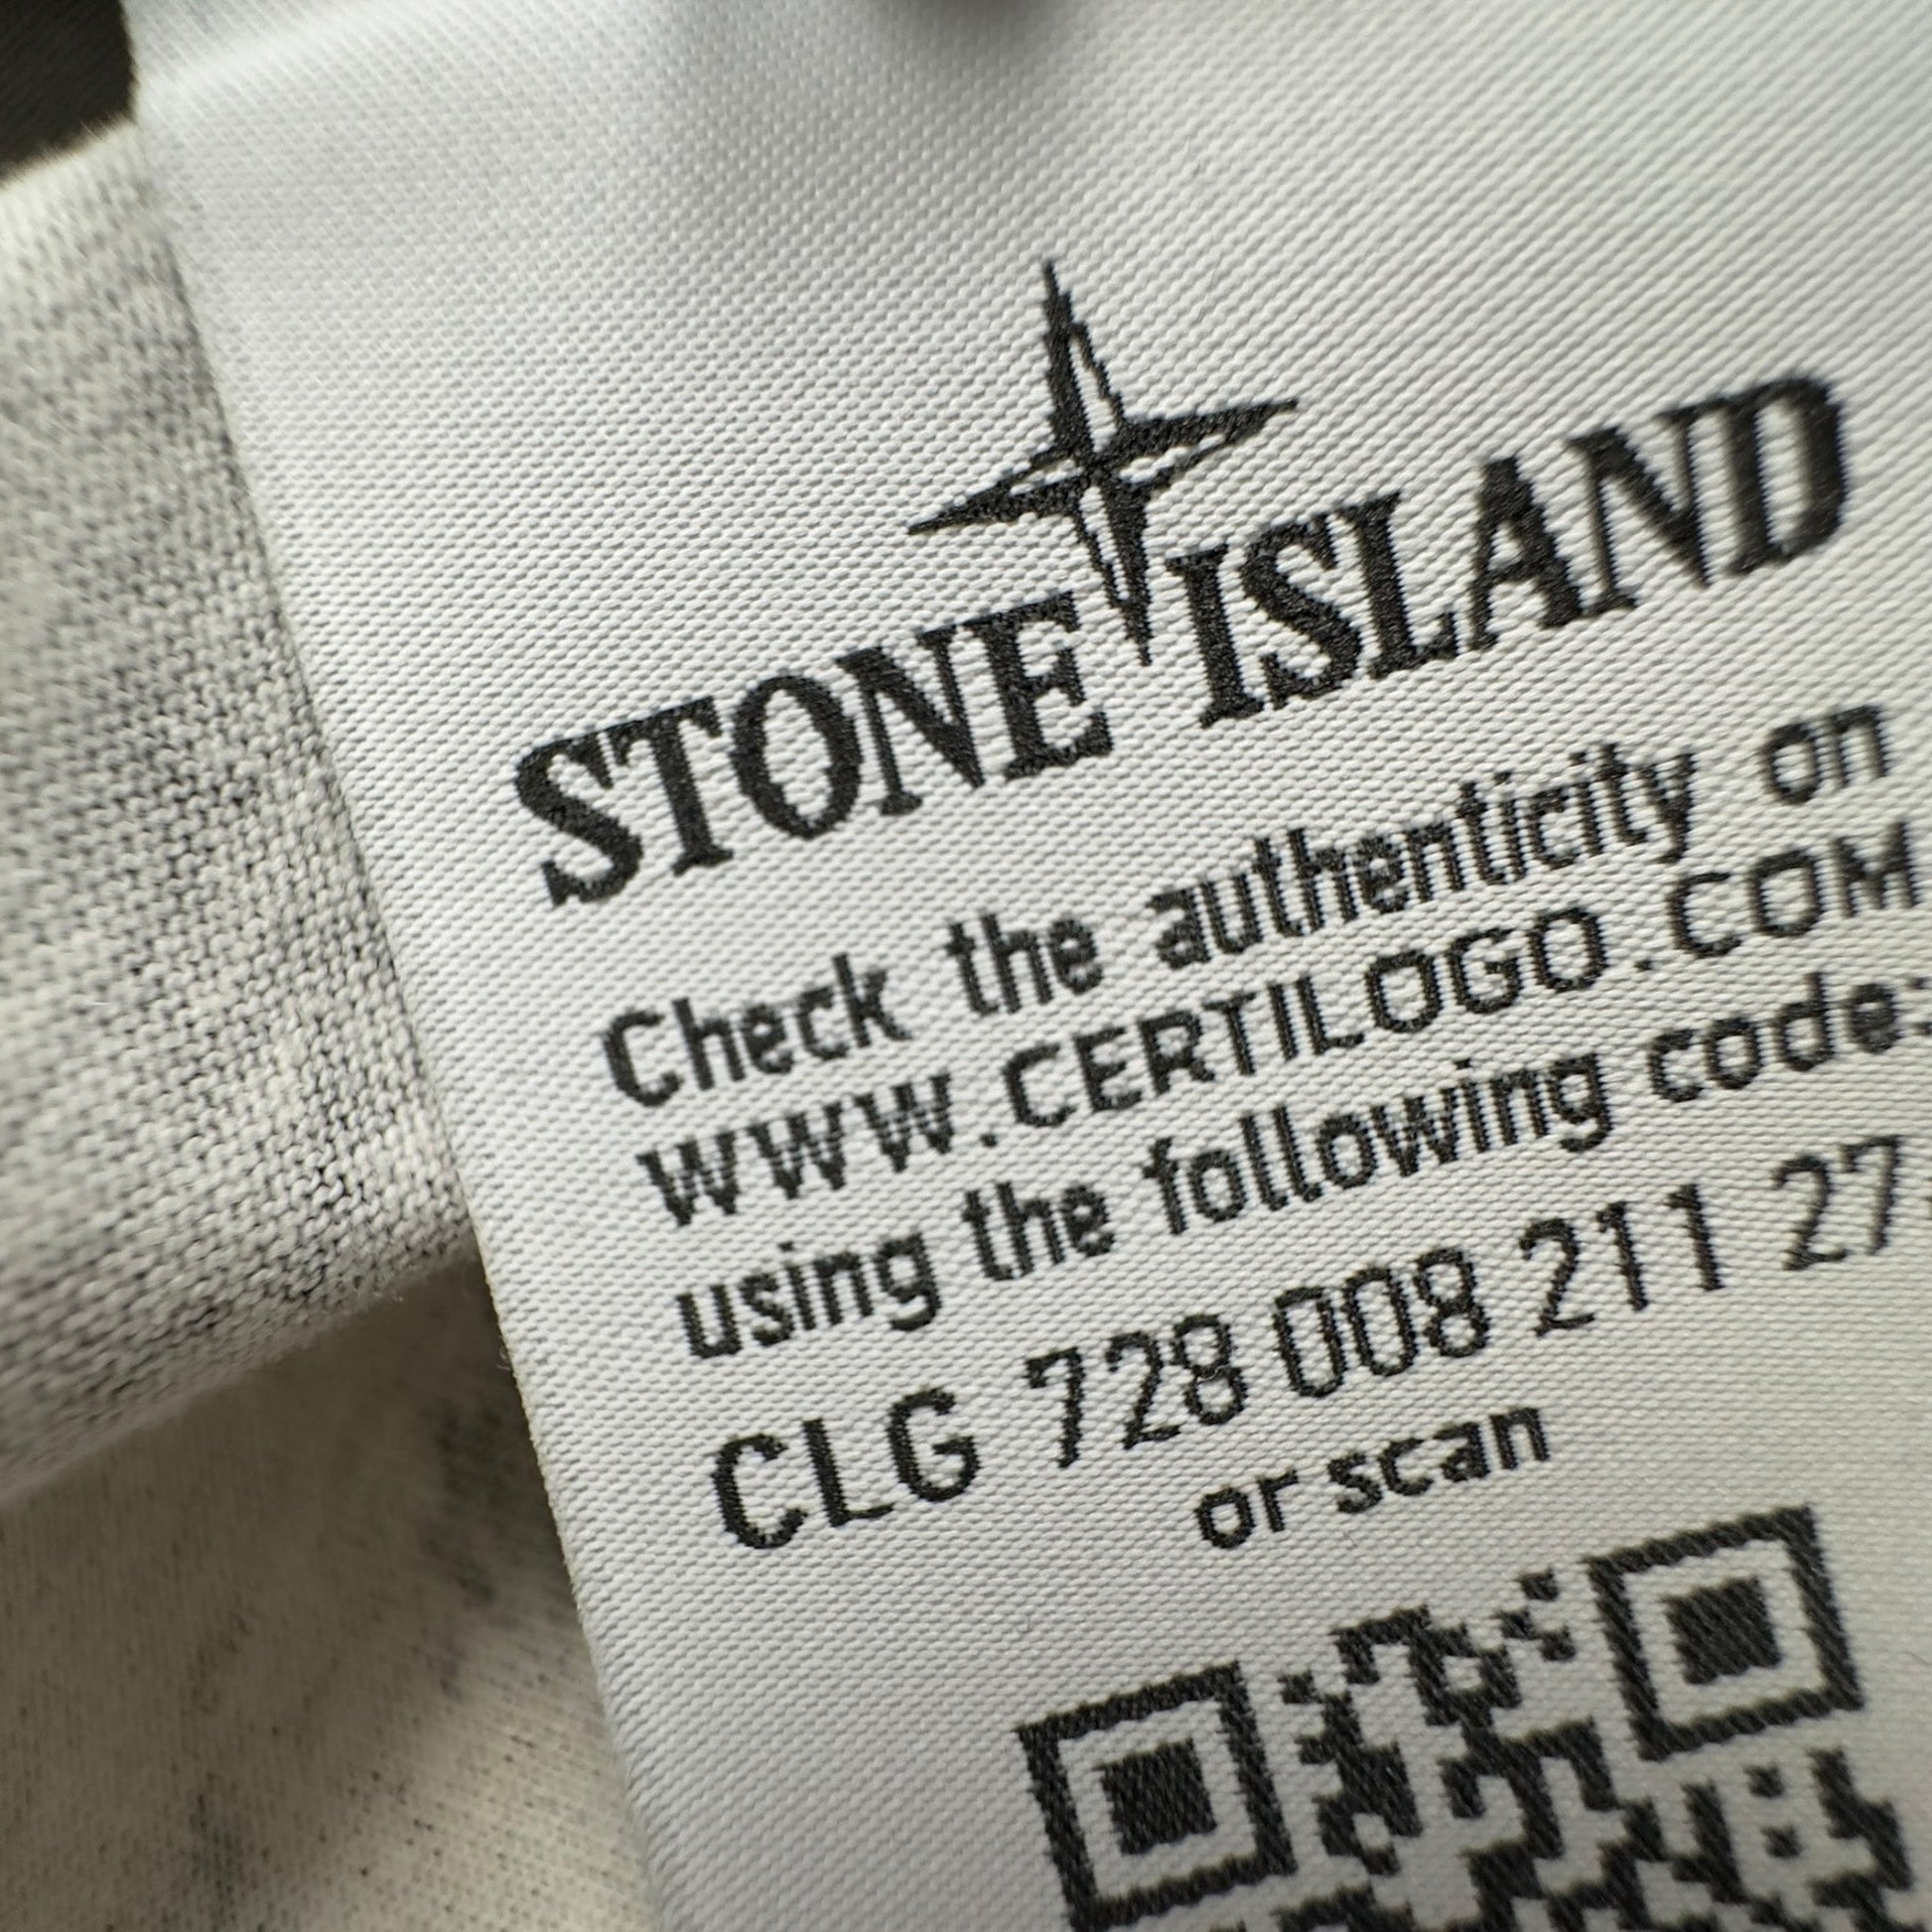 STONE ISLAND
Check the authenticity on
WWW.CERTILOGO.COM
using the following code:
CLG 728 008 211 27
or scan